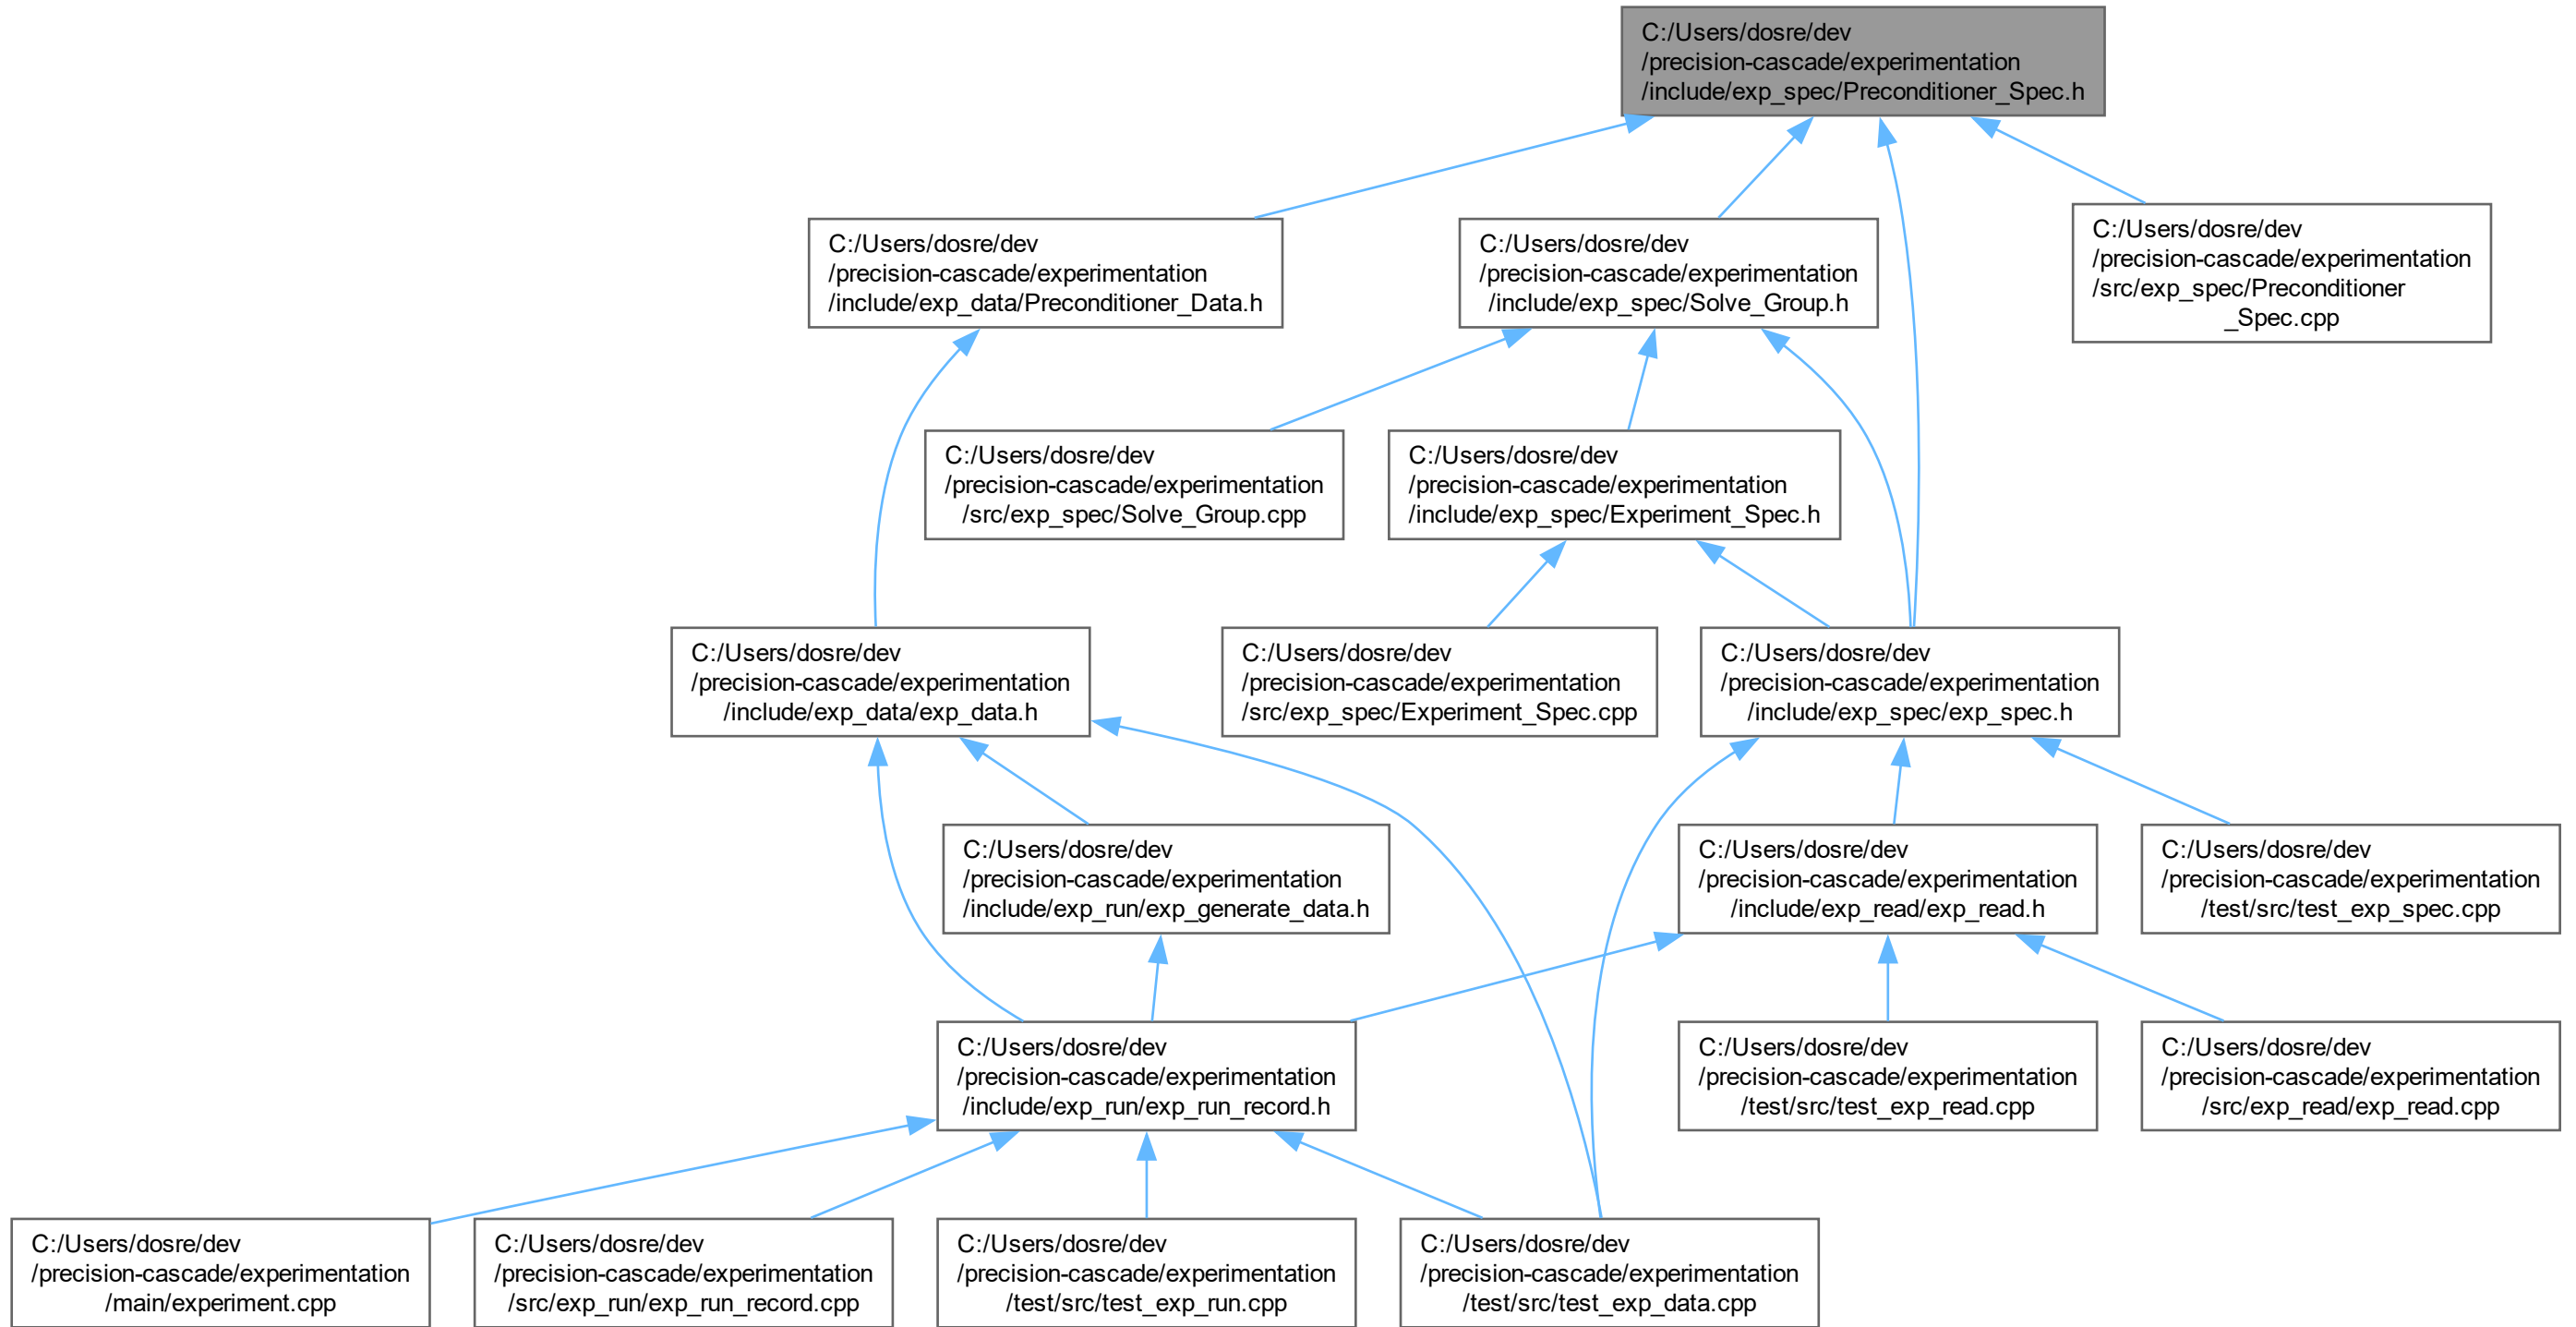 C:/Users/dosre/dev
/precision-cascade/experimentation
/include/exp_spec/Preconditioner_Spec.h
C:/Users/dosre/dev
/precision-cascade/experimentation
/include/exp_data/Preconditioner_Data.h
C:/Users/dosre/dev
/precision-cascade/experimentation
/include/exp_spec/Solve_Group.h
C:/Users/dosre/dev
/precision-cascade/experimentation
/src/exp_spec/Preconditioner
_Spec.cpp
C:/Users/dosre/dev
/precision-cascade/experimentation
/src/exp_spec/Solve_Group.cpp
C:/Users/dosre/dev
/precision-cascade/experimentation
/include/exp_spec/Experiment_Spec.h
C:/Users/dosre/dev
/precision-cascade/experimentation
/include/exp_data/exp_data.h
C:/Users/dosre/dev
/precision-cascade/experimentation
/src/exp_spec/Experiment_Spec.cpp
C:/Users/dosre/dev
/precision-cascade/experimentation
/include/exp_spec/exp_spec.h
C:/Users/dosre/dev
/precision-cascade/experimentation
/include/exp_run/exp_generate_data.h
C:/Users/dosre/dev
/precision-cascade/experimentation
/include/exp_read/exp_read.h
C:/Users/dosre/dev
/precision-cascade/experimentation
/test/src/test_exp_spec.cpp
C:/Users/dosre/dev
/precision-cascade/experimentation
/include/exp_run/exp_run_record.h
C:/Users/dosre/dev
/precision-cascade/experimentation
/test/src/test_exp_read.cpp
C:/Users/dosre/dev
/precision-cascade/experimentation
/src/exp_read/exp_read.cpp
C:/Users/dosre/dev
/precision-cascade/experimentation
/main/experiment.cpp
C:/Users/dosre/dev
/precision-cascade/experimentation
/src/exp_run/exp_run_record.cpp
C:/Users/dosre/dev
/precision-cascade/experimentation
/test/src/test_exp_run.cpp
C:/Users/dosre/dev
/precision-cascade/experimentation
/test/src/test_exp_data.cpp